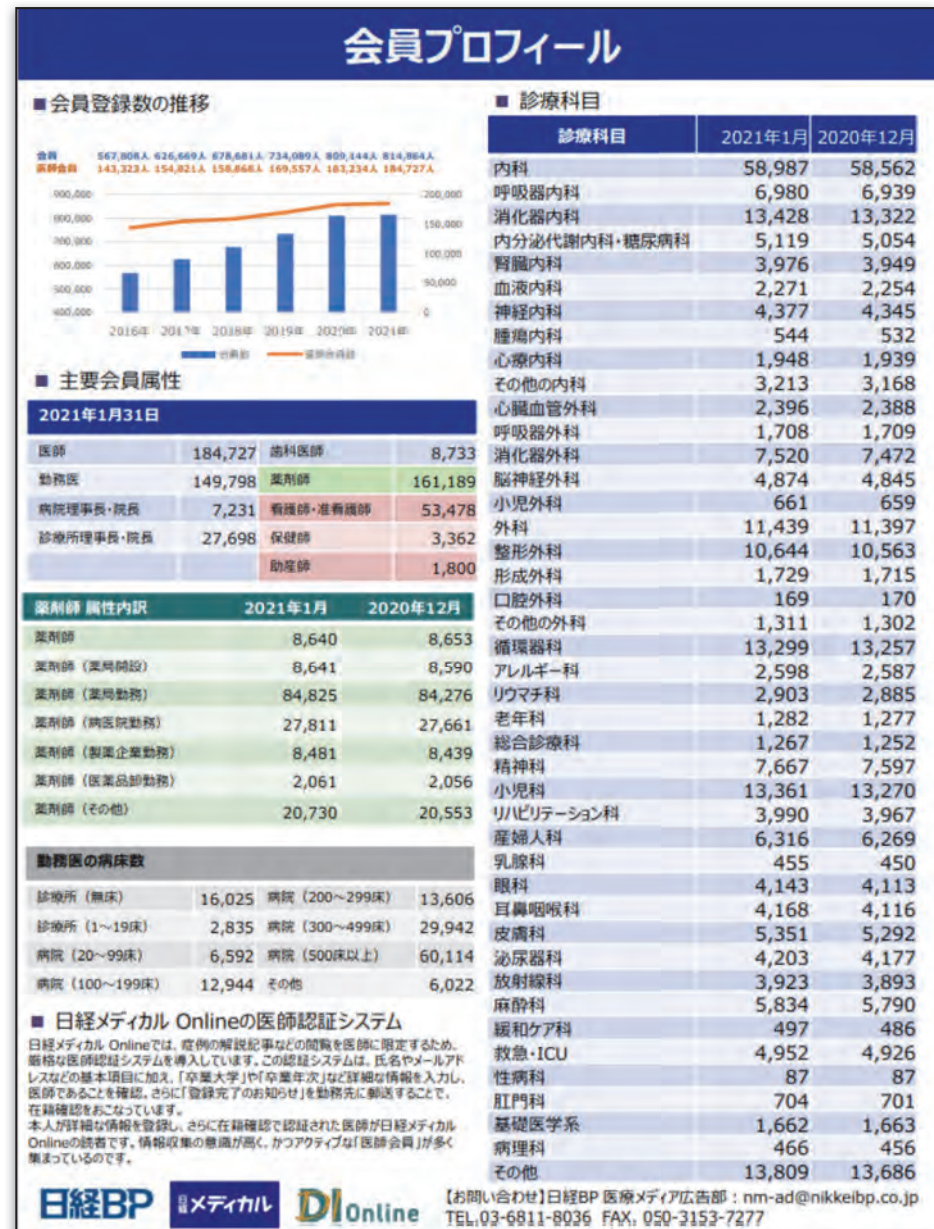 会員プロフィール
■会員登録数の推移
会員 567,808人 626,669人 678,681人 734,089人 809,144人 814,864人
医師会員 143,323人 154,821人 158,868人 169,557人 183,234人 184,727人
900,000 200,000
800,000
150,000
700,000
100,000
600,000
500,000 50,000
400,000 0
2016年 2017年 2018年 2019年 2020年 2021年
会員数 医師会員数
■ 主要会員属性
2021年1月31日
医師 184,727 歯科医師 8,733
勤務医 149,798 薬剤師 161,189
病院理事長・院長 7,231 看護師・准看護師 53,478
診療所理事長・院長 27,698 保健師 3,362
助産師 1,800
薬剤師 属性内訳 2021年1月 2020年12月
薬剤師 8,640 8,653
薬剤師（薬局開設） 8,641 8,590
薬剤師（薬局勤務） 84,825 84,276
薬剤師（病医院勤務） 27,811 27,661
薬剤師（製薬企業勤務） 8,481 8,439
薬剤師（医薬品卸勤務） 2,061 2,056
薬剤師（その他） 20,730 20,553
勤務医の病床数
診療所（無床） 16,025 病院（200～299床） 13,606
診療所（1～19床） 2,835 病院（300～499床） 29,942
病院（20～99床） 6,592 病院（500床以上） 60,114
病院（100～199床） 12,944 その他 6,022
■ 日経メディカル Onlineの医師認証システム
日経メディカル Onlineでは、症例の解説記事などの閲覧を医師に限定するため、
厳格な医師認証システムを導入しています。この認証システムは、氏名やメールアド
レスなどの基本項目に加え、「卒業大学」や「卒業年次」など詳細な情報を入力し、
医師であることを確認。さらに「登録完了のお知らせ」を勤務先に郵送することで、
在籍確認をおこなっています。
本人が詳細な情報を登録し、さらに在籍確認で認証された医師が日経メディカル
Onlineの読者です。情報収集の意識が高く、かつアクティブな「医師会員」が多く
集まっているのです。
■ 診療科目
診療科目 2021年1月 2020年12月
内科 58,987 58,562
呼吸器内科 6,980 6,939
消化器内科 13,428 13,322
内分泌代謝内科・糖尿病科 5,119 5,054
腎臓内科 3,976 3,949
血液内科 2,271 2,254
神経内科 4,377 4,345
腫瘍内科 544 532
心療内科 1,948 1,939
その他の内科 3,213 3,168
心臓血管外科 2,396 2,388
呼吸器外科 1,708 1,709
消化器外科 7,520 7,472
脳神経外科 4,874 4,845
小児外科 661 659
外科 11,439 11,397
整形外科 10,644 10,563
形成外科 1,729 1,715
口腔外科 169 170
その他の外科 1,311 1,302
循環器科 13,299 13,257
アレルギー科 2,598 2,587
リウマチ科 2,903 2,885
老年科 1,282 1,277
総合診療科 1,267 1,252
精神科 7,667 7,597
小児科 13,361 13,270
リハビリテーション科 3,990 3,967
産婦人科 6,316 6,269
乳腺科 455 450
眼科 4,143 4,113
耳鼻咽喉科 4,168 4,116
皮膚科 5,351 5,292
泌尿器科 4,203 4,177
放射線科 3,923 3,893
麻酔科 5,834 5,790
緩和ケア科 497 486
救急・ICU 4,952 4,926
性病科 87 87
肛門科 704 701
基礎医学系 1,662 1,663
病理科 466 456
その他 13,809 13,686
日経BP 日経メディカル DI Online
【お問い合わせ】日経BP 医療メディア広告部：nm-ad@nikkeibp.co.jp
TEL.03-6811-8036 FAX. 050-3153-7277